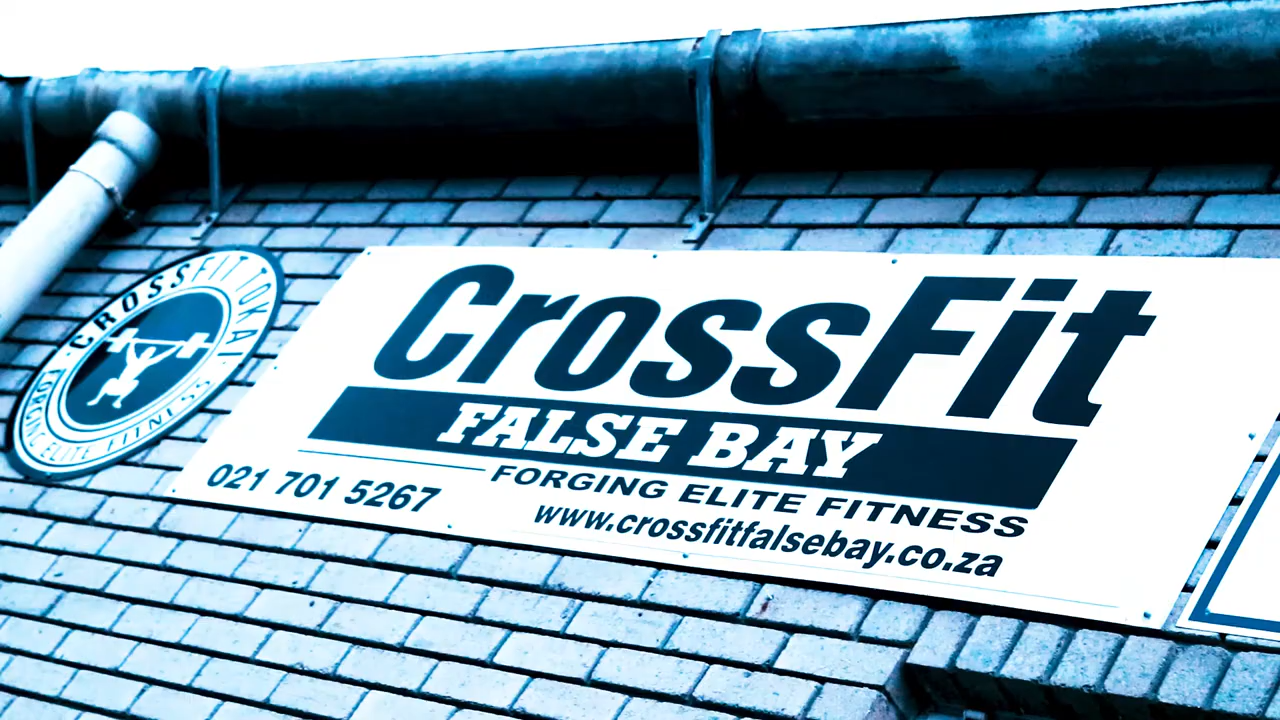 CROSSFIT TOKAI
FORGING ELITE FITNESS
CrossFit
FALSE BAY
FORGING ELITE FITNESS
021 701 5267
www.crossfitfalsebay.co.za